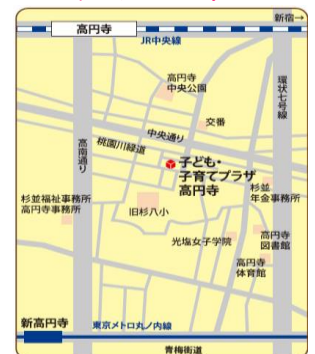 新宿→
高円寺
JR中央線
高円寺
中央公園
環状七号線
交番
中央通り
桃園川緑道
高南通り
子ども・
子育てプラザ
高円寺
杉並
年金事務所
杉並福祉事務所
高円寺事務所
旧杉八小
高円寺
図書館
光塩女子学院
高円寺
体育館
新高円寺
東京メトロ丸ノ内線
青梅街道